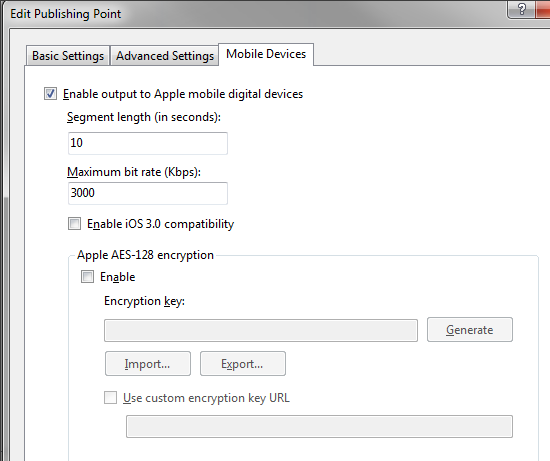 Edit Publishing Point
?
Basic Settings Advanced Settings Mobile Devices
Enable output to Apple mobile digital devices
Segment length (in seconds):
10
Maximum bit rate (Kbps):
3000
Enable iOS 3.0 compatibility
Apple AES-128 encryption
Enable
Encryption key:
Generate
Import... Export...
Use custom encryption key URL